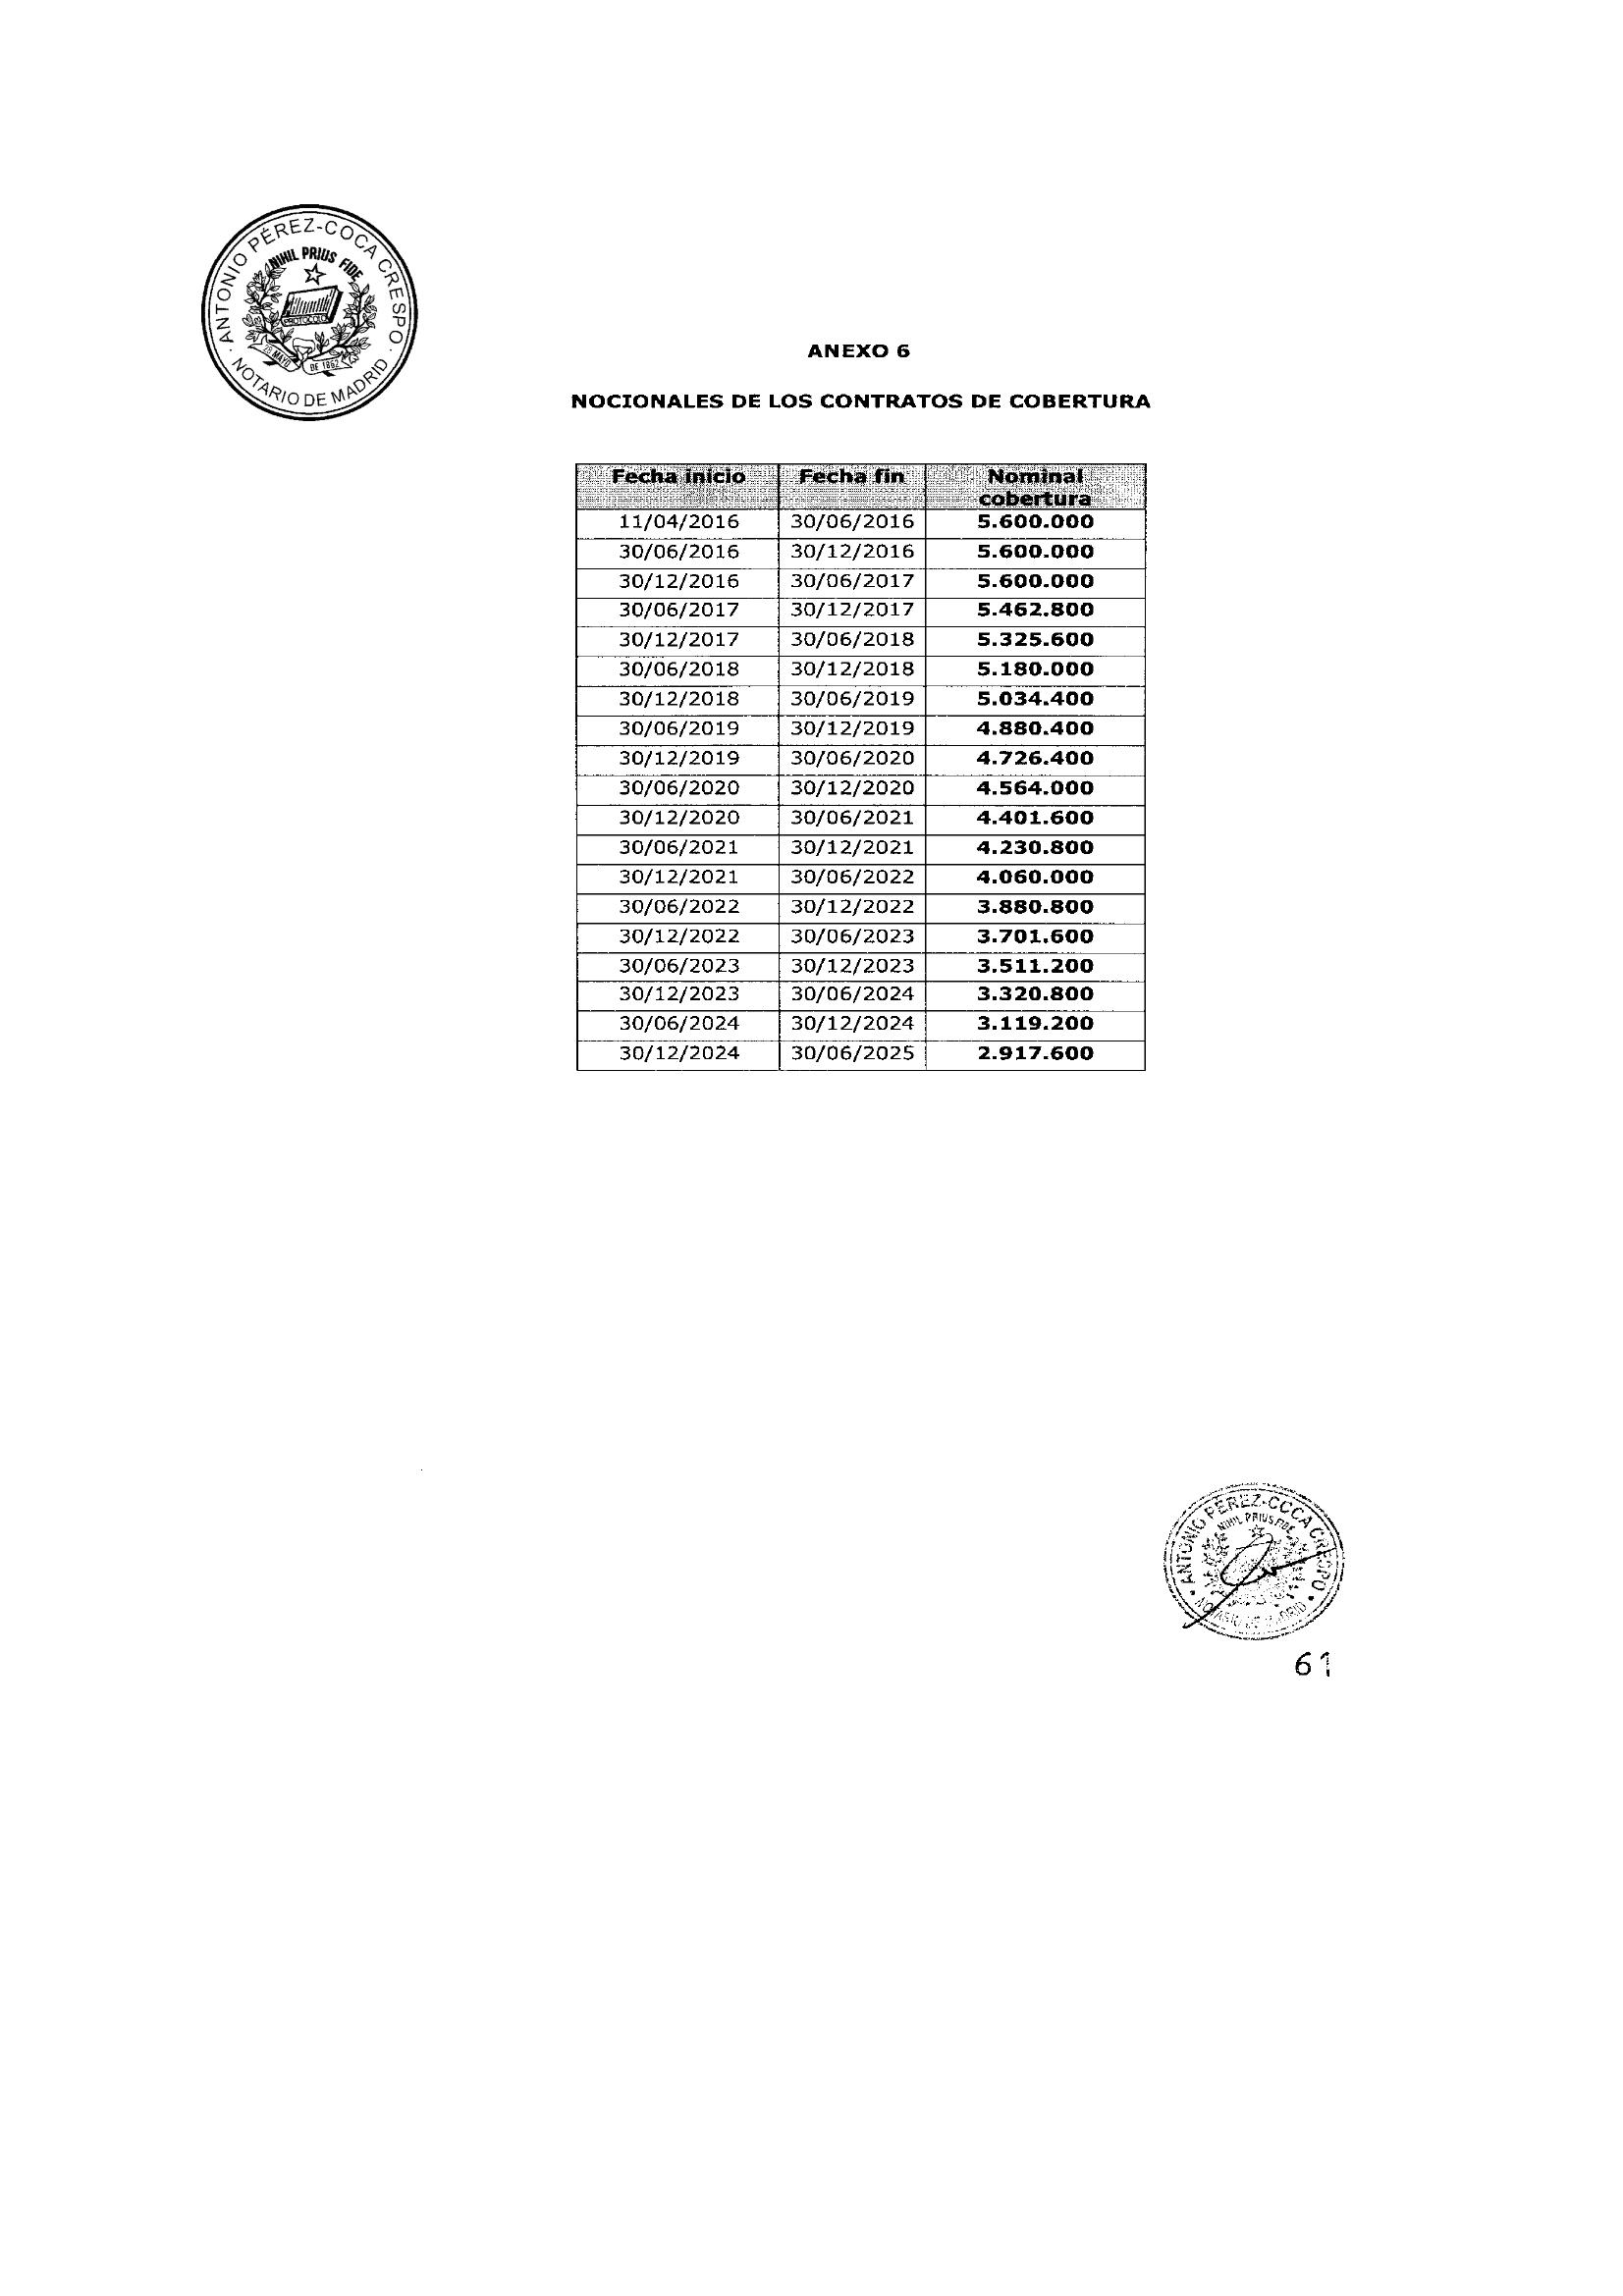 ANTONIO PÉREZ-COCA CRESPO
NIHIL PRIUS FIDE
PROTOCOLO
28 MAYO
DE 1862
NOTARIO DE MADRID
ANEXO 6
NOCIONALES DE LOS CONTRATOS DE COBERTURA
Fecha inicio Fecha fin Nominal
cobertura
11/04/2016 30/06/2016 5.600.000
30/06/2016 30/12/2016 5.600.000
30/12/2016 30/06/2017 5.600.000
30/06/2017 30/12/2017 5.462.800
30/12/2017 30/06/2018 5.325.600
30/06/2018 30/12/2018 5.180.000
30/12/2018 30/06/2019 5.034.400
30/06/2019 30/12/2019 4.880.400
30/12/2019 30/06/2020 4.726.400
30/06/2020 30/12/2020 4.564.000
30/12/2020 30/06/2021 4.401.600
30/06/2021 30/12/2021 4.230.800
30/12/2021 30/06/2022 4.060.000
30/06/2022 30/12/2022 3.880.800
30/12/2022 30/06/2023 3.701.600
30/06/2023 30/12/2023 3.511.200
30/12/2023 30/06/2024 3.320.800
30/06/2024 30/12/2024 3.119.200
30/12/2024 30/06/2025 2.917.600
ANTONIO PEREZ-COCA CRESPO
NIHIL PRIUS FIDE
NOTARIO DE MADRID
61